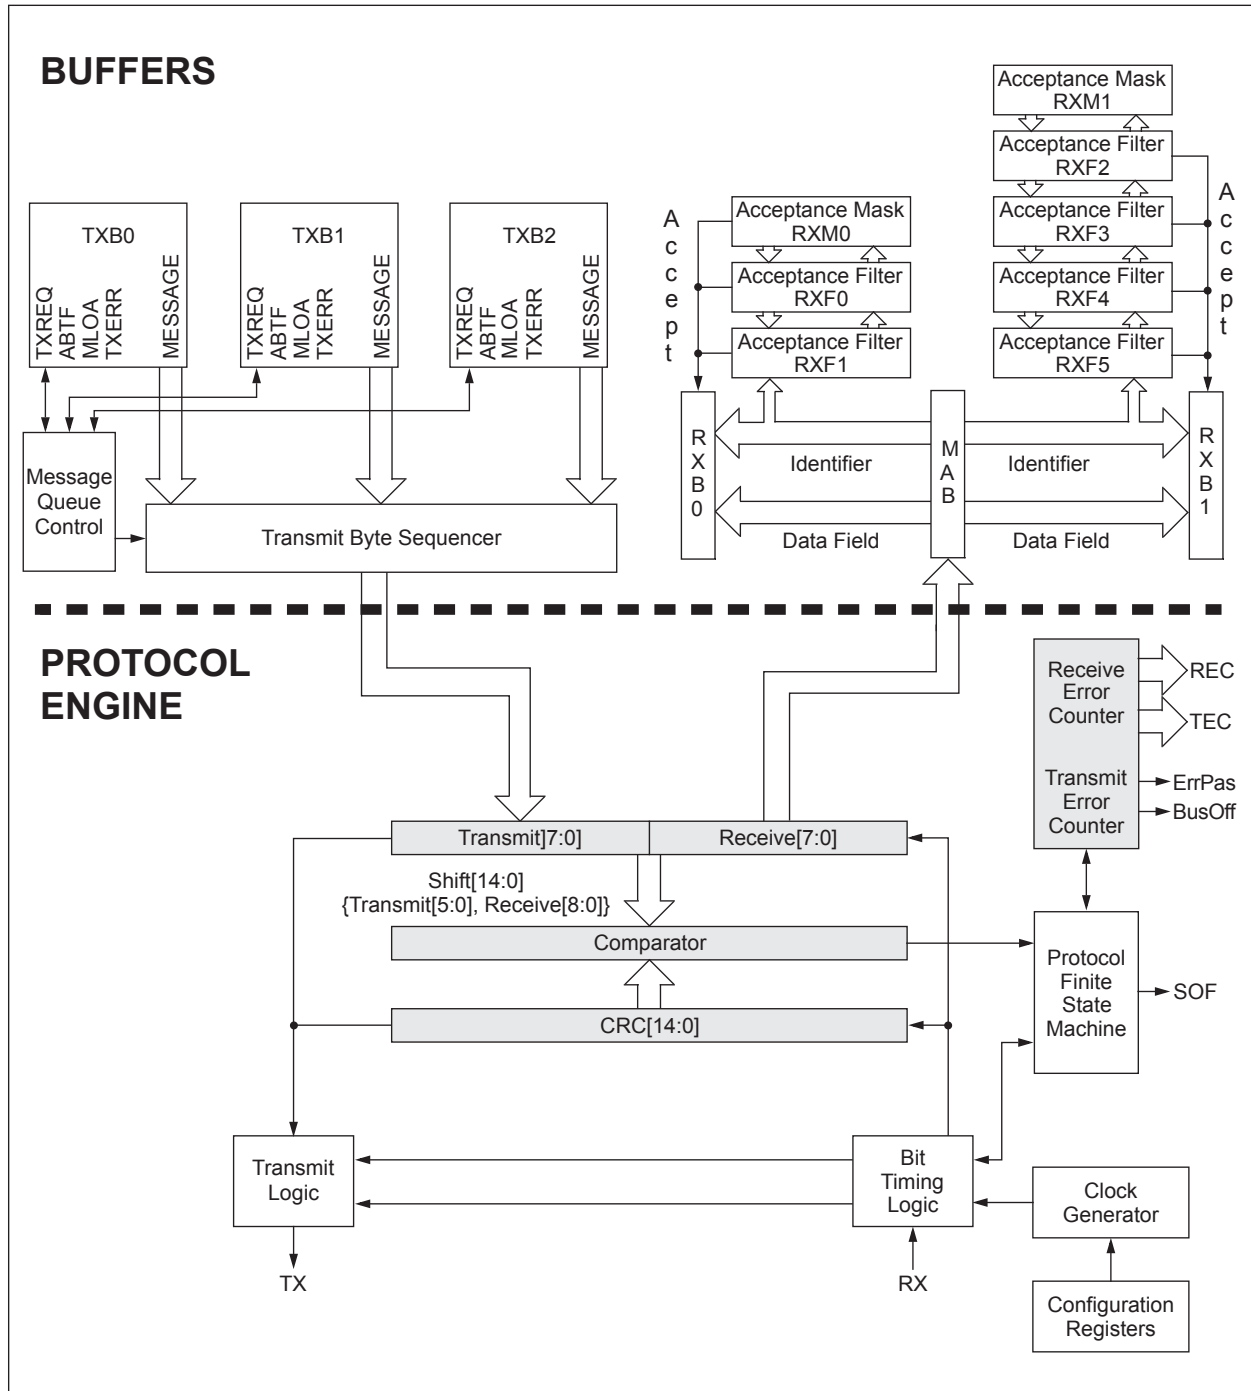 BUFFERS
Acceptance Mask
RXM1
Acceptance Filter
RXF2
Acceptance Filter
RXF3
Acceptance Filter
RXF4
Acceptance Filter
RXF5
Accept
Acceptance Mask
RXM0
Acceptance Filter
RXF0
Acceptance Filter
RXF1
Accept
TXB0
TXREQ
ABTF
MLOA
TXERR
MESSAGE
TXB1
TXREQ
ABTF
MLOA
TXERR
MESSAGE
TXB2
TXREQ
ABTF
MLOA
TXERR
MESSAGE
Message
Queue
Control
Transmit Byte Sequencer
RXB0
Identifier
Data Field
MAB
Identifier
Data Field
RXB1
PROTOCOL
ENGINE
Receive
Error
Counter
Transmit
Error
Counter
REC
TEC
ErrPas
BusOff
Transmit]7:0]
Receive[7:0]
Shift[14:0]
{Transmit[5:0], Receive[8:0]}
Comparator
CRC[14:0]
Protocol
Finite
State
Machine
SOF
Transmit
Logic
Bit
Timing
Logic
Clock
Generator
TX
RX
Configuration
Registers